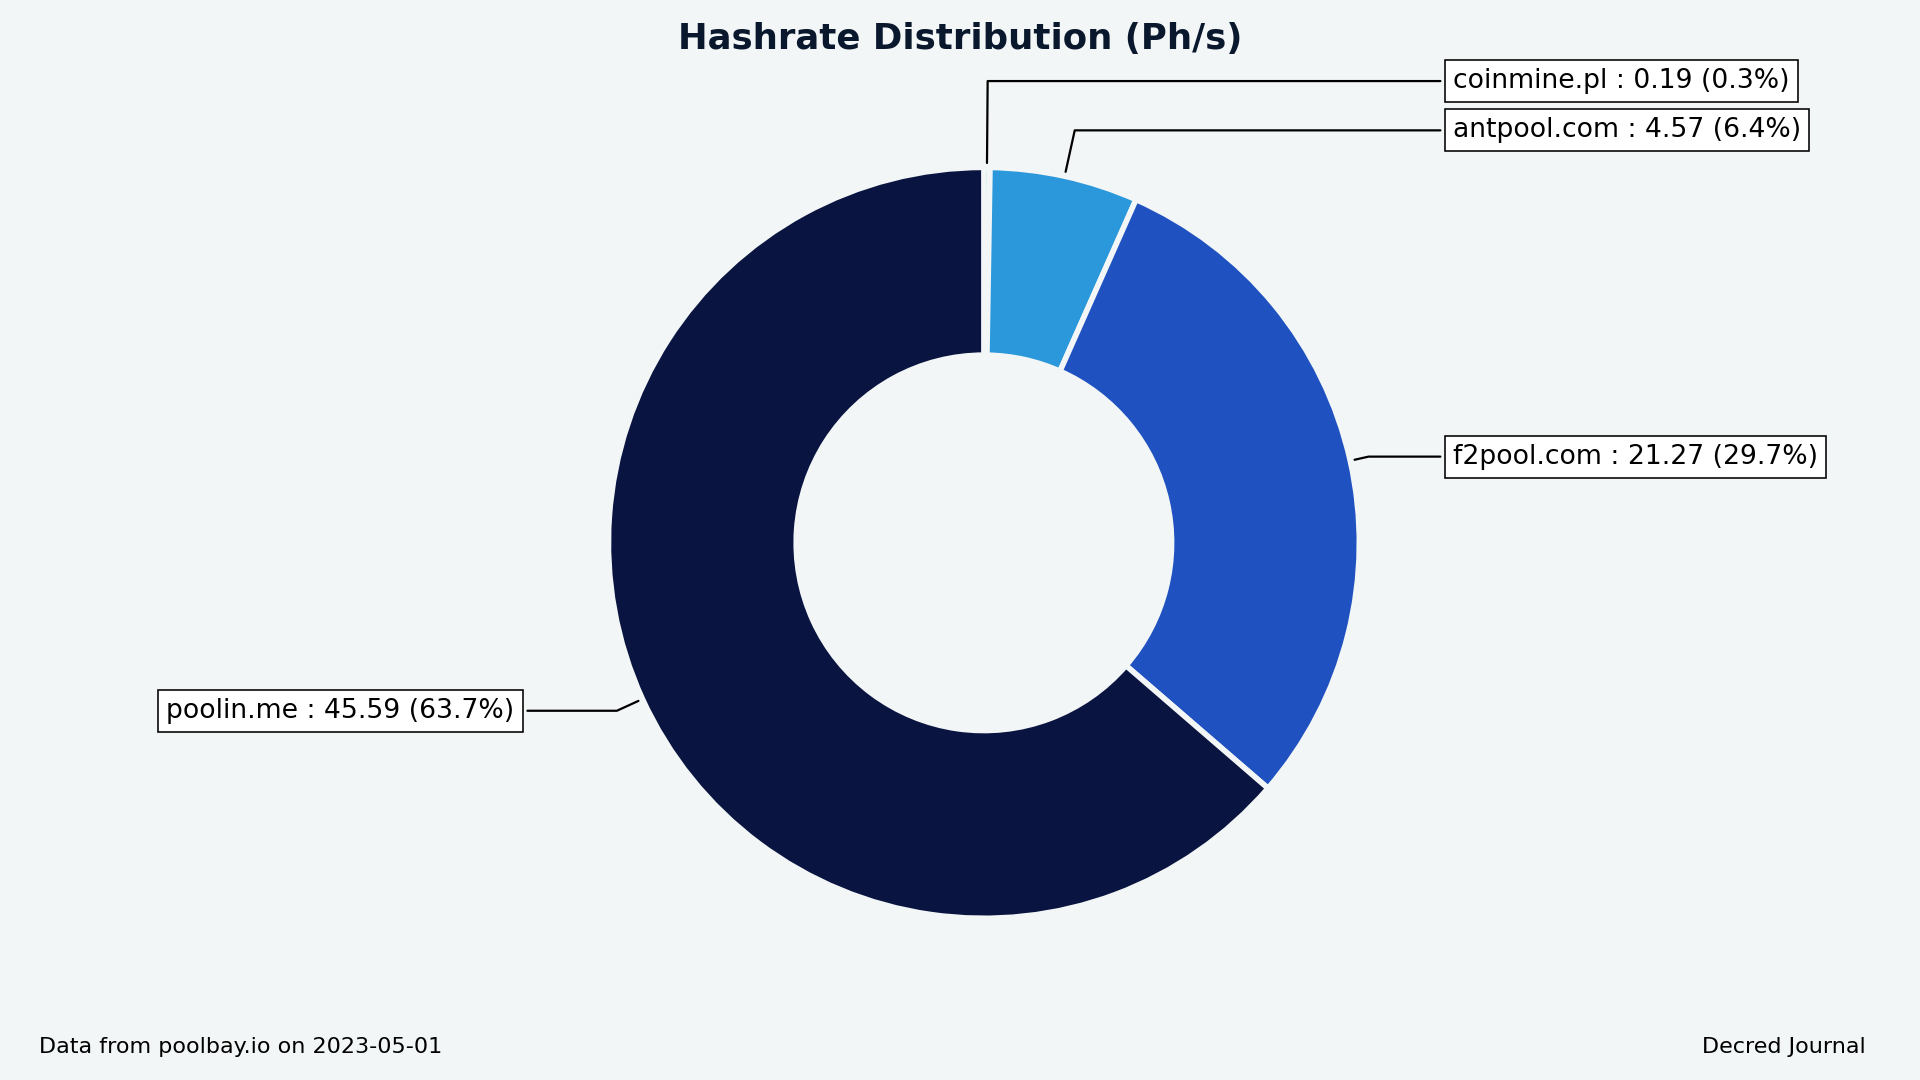 Hashrate Distribution (Ph/s)
coinmine.pl : 0.19 (0.3%)
antpool.com : 4.57 (6.4%)
f2pool.com : 21.27 (29.7%)
poolin.me : 45.59 (63.7%)
Data from poolbay.io on 2023-05-01
Decred Journal